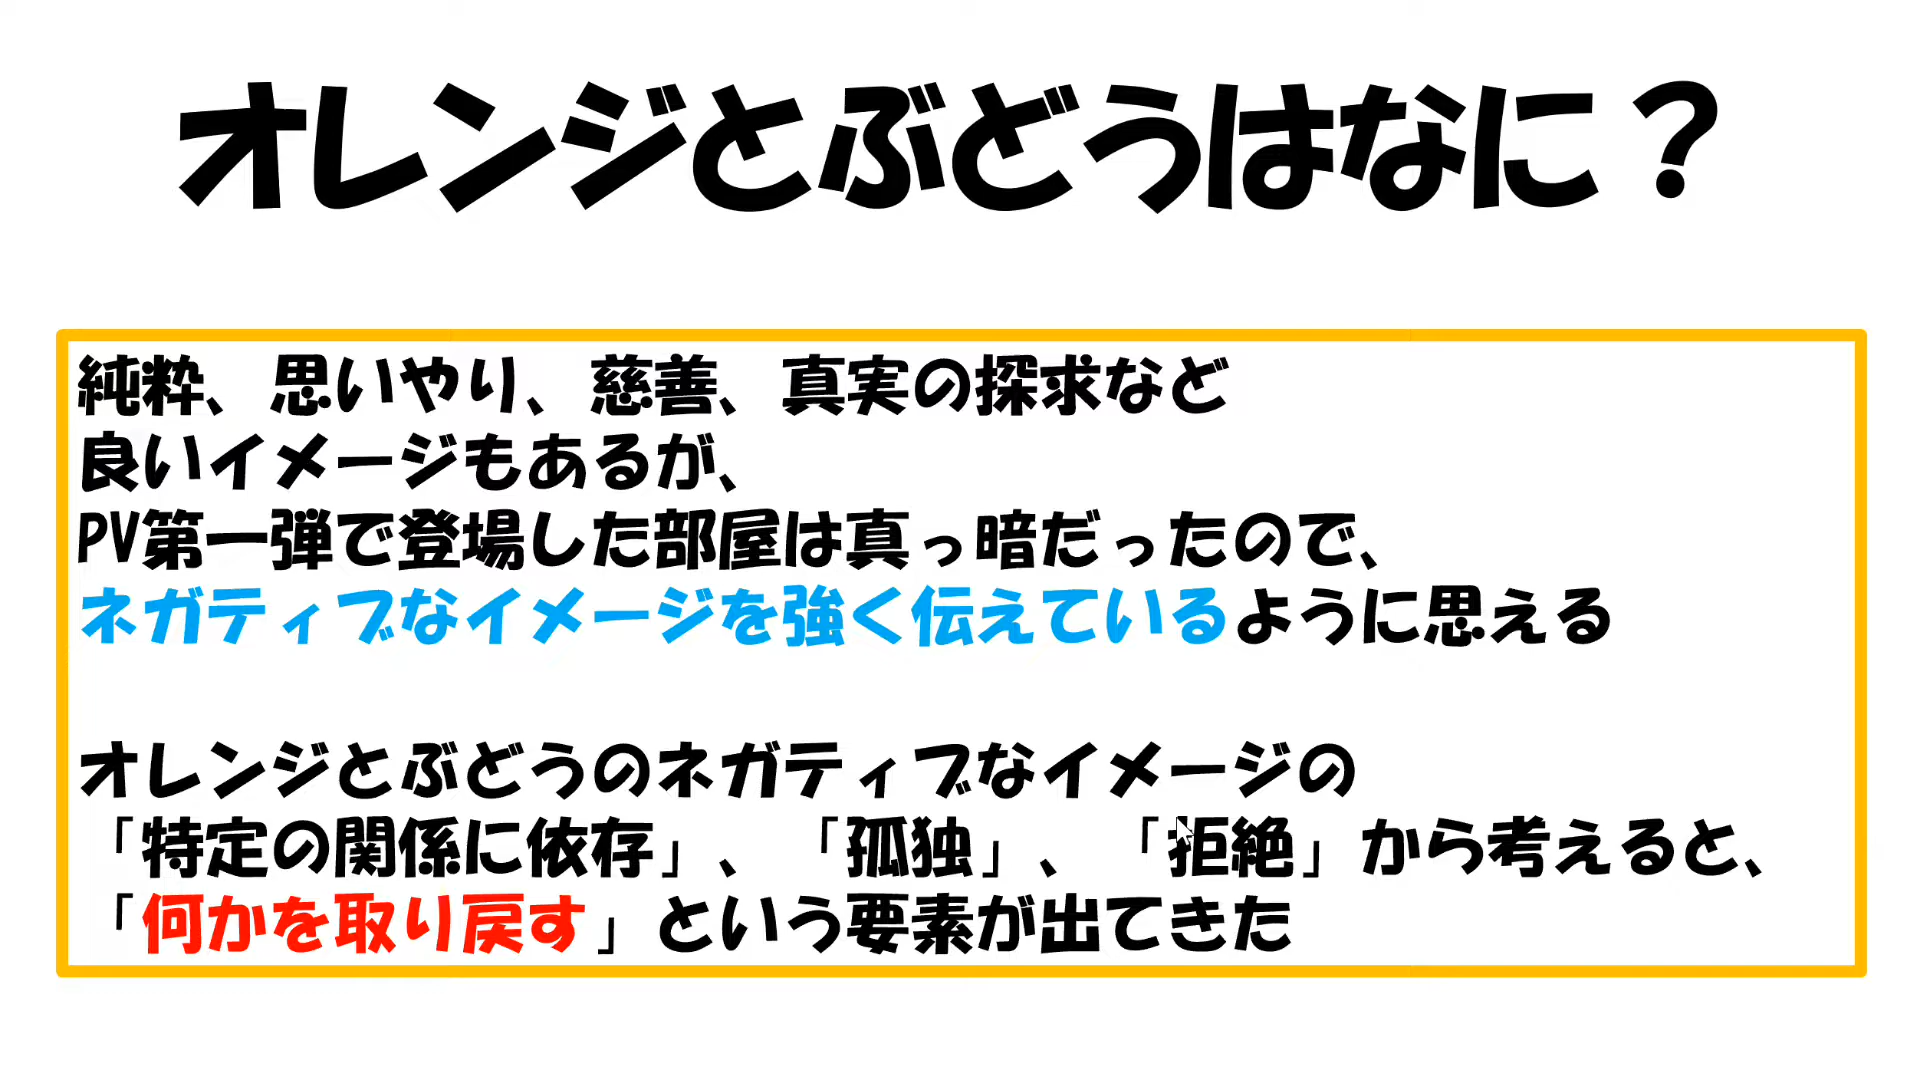 オレンジとぶどうはなに？
純粋、思いやり、慈善、真実の探求など
良いイメージもあるが、
PV第一弾で登場した部屋は真っ暗だったので、
ネガティブなイメージを強く伝えているように思える
オレンジとぶどうのネガティブなイメージの
「特定の関係に依存」、「孤独」、「拒絶」から考えると、
「何かを取り戻す」という要素が出てきた